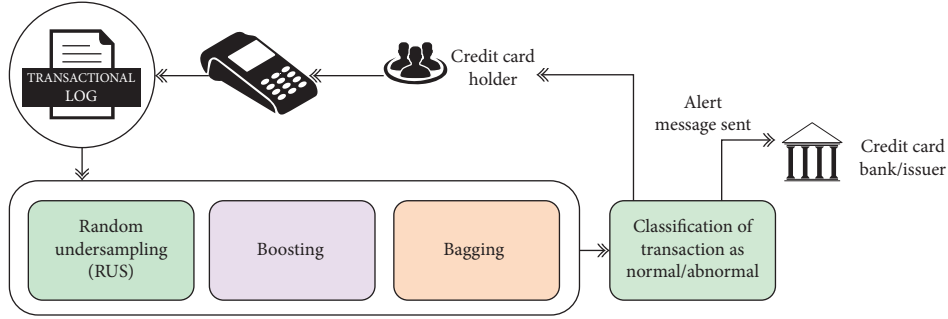 TRANSACTIONAL
LOG
Credit card
holder
Alert
message sent
Credit card
bank/issuer
Random
undersampling
(RUS)
Boosting
Bagging
Classification of
transaction as
normal/abnormal